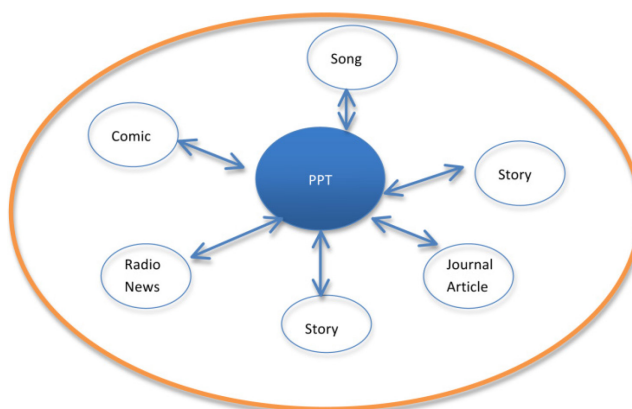 Song
Comic
PPT
Story
Radio
News
Journal
Article
Story